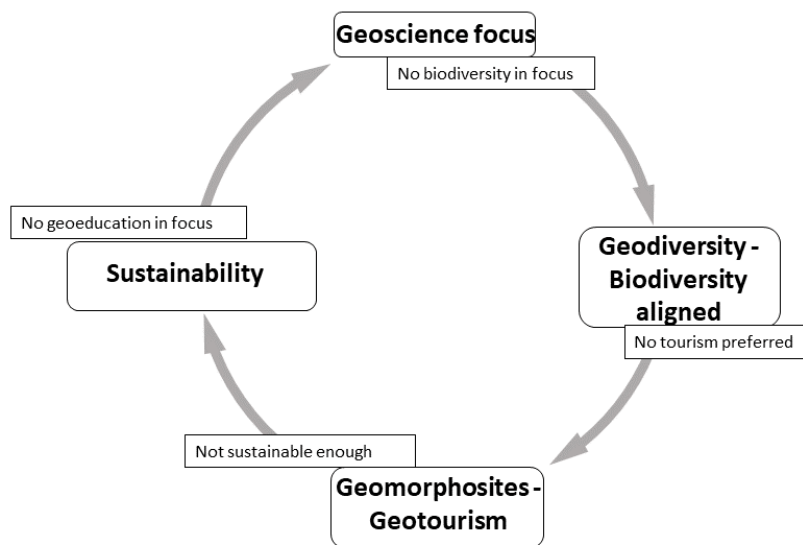 Geoscience focus
No biodiversity in focus
Geodiversity -
Biodiversity
aligned
No tourism preferred
Geomorphosites -
Geotourism
Not sustainable enough
Sustainability
No geoeducation in focus